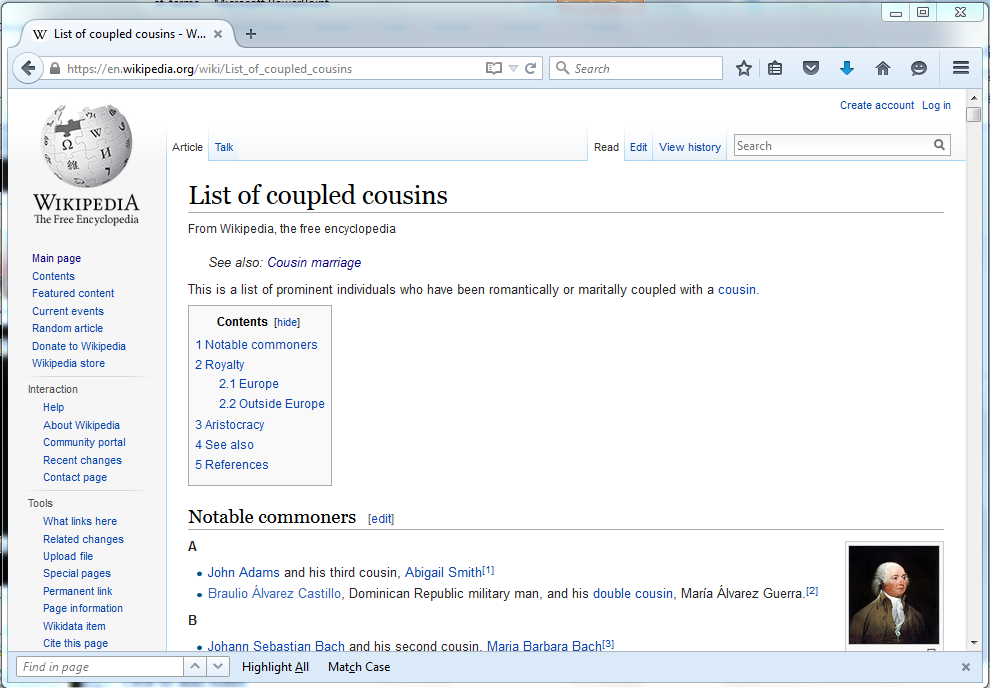 Microsoft PowerPoint
W List of coupled cousins - W...
https://en.wikipedia.org/wiki/List_of_coupled_cousins
Search
Create account Log in
Article Talk Read Edit View history Search
WIKIPEDIA
The Free Encyclopedia
Main page
Contents
Featured content
Current events
Random article
Donate to Wikipedia
Wikipedia store
Interaction
Help
About Wikipedia
Community portal
Recent changes
Contact page
Tools
What links here
Related changes
Upload file
Special pages
Permanent link
Page information
Wikidata item
Cite this page
List of coupled cousins
From Wikipedia, the free encyclopedia
See also: Cousin marriage
This is a list of prominent individuals who have been romantically or maritally coupled with a cousin.
Contents [hide]
1 Notable commoners
2 Royalty
2.1 Europe
2.2 Outside Europe
3 Aristocracy
4 See also
5 References
Notable commoners [edit]
A
• John Adams and his third cousin, Abigail Smith[1]
• Braulio Álvarez Castillo, Dominican Republic military man, and his double cousin, María Álvarez Guerra.[2]
B
• Johann Sebastian Bach and his second cousin, Maria Barbara Bach[3]
Find in page Highlight All Match Case